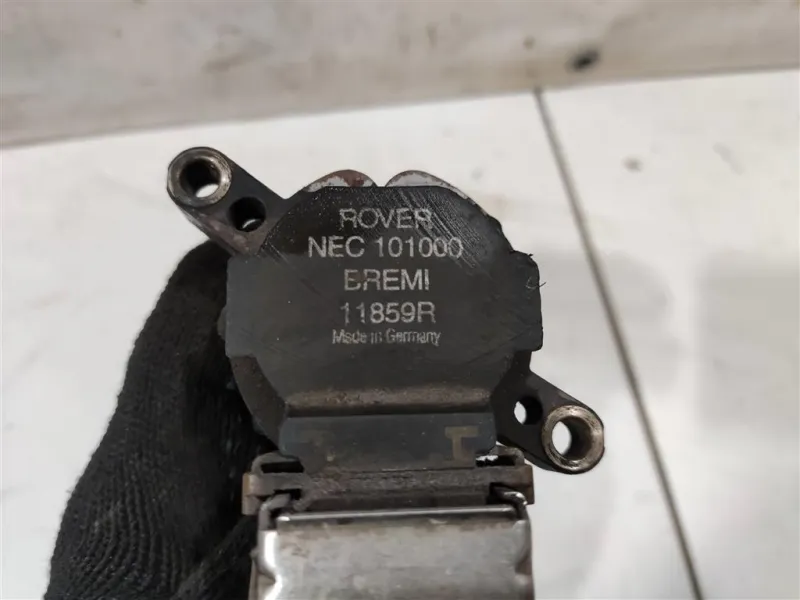 ROVER
NEC 101000
BREMI
11859R
Made in Germany